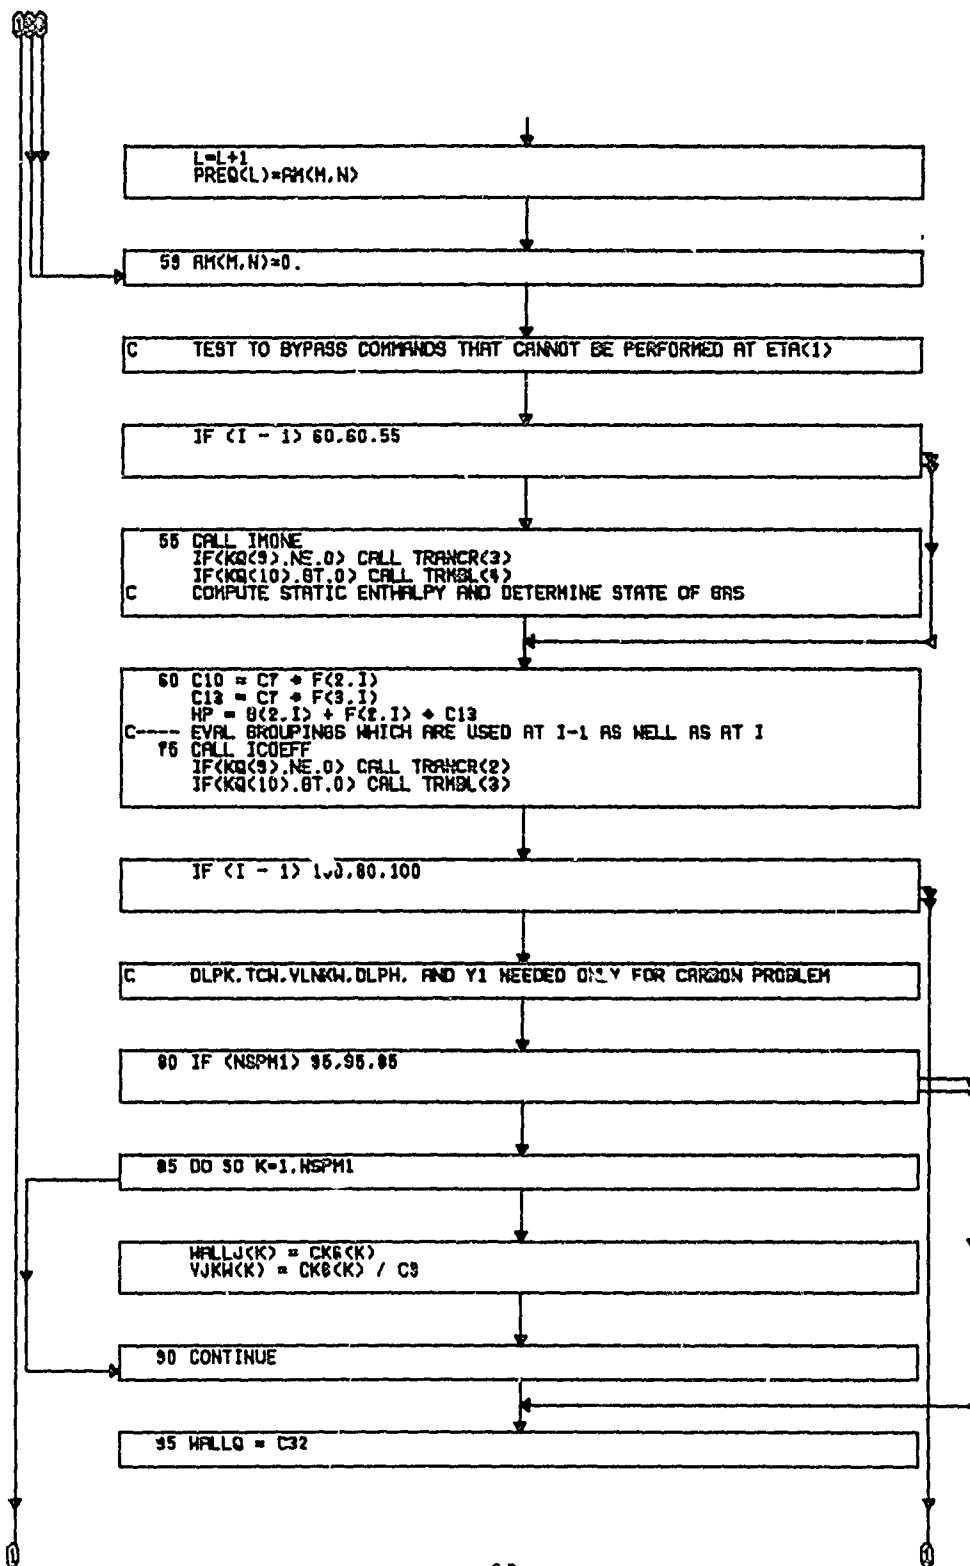 L=L+1
PREQ(L)=AM(M,N)
59 AM(M,N)=0.
C TEST TO BYPASS COMMANDS THAT CANNOT BE PERFORMED AT ETA(1)
IF (I - 1) 60,60,55
55 CALL IMONE
IF(KQ(9).NE.0) CALL TRANCR(3)
IF(KQ(10).GT.0) CALL TRMBL(4)
C COMPUTE STATIC ENTHALPY AND DETERMINE STATE OF GAS
60 C10 = C7 * F(2,I)
C13 = C7 * F(3,I)
HP = G(2,I) + F(2,I) * C13
C---- EVAL GROUPINGS WHICH ARE USED AT I-1 AS WELL AS AT I
75 CALL ICOEFF
IF(KQ(9).NE.0) CALL TRANCR(2)
IF(KQ(10).GT.0) CALL TRMBL(3)
IF (I - 1) 100,80,100
C DLPK,TCW,VLNKW,DLPH, AND Y1 NEEDED ONLY FOR CARBON PROBLEM
80 IF (NSPM1) 95,95,85
85 DO 90 K=1,NSPM1
WALLJ(K) = CK6(K)
VJKW(K) = CK6(K) / C9
90 CONTINUE
95 WALLQ = C32
1
1